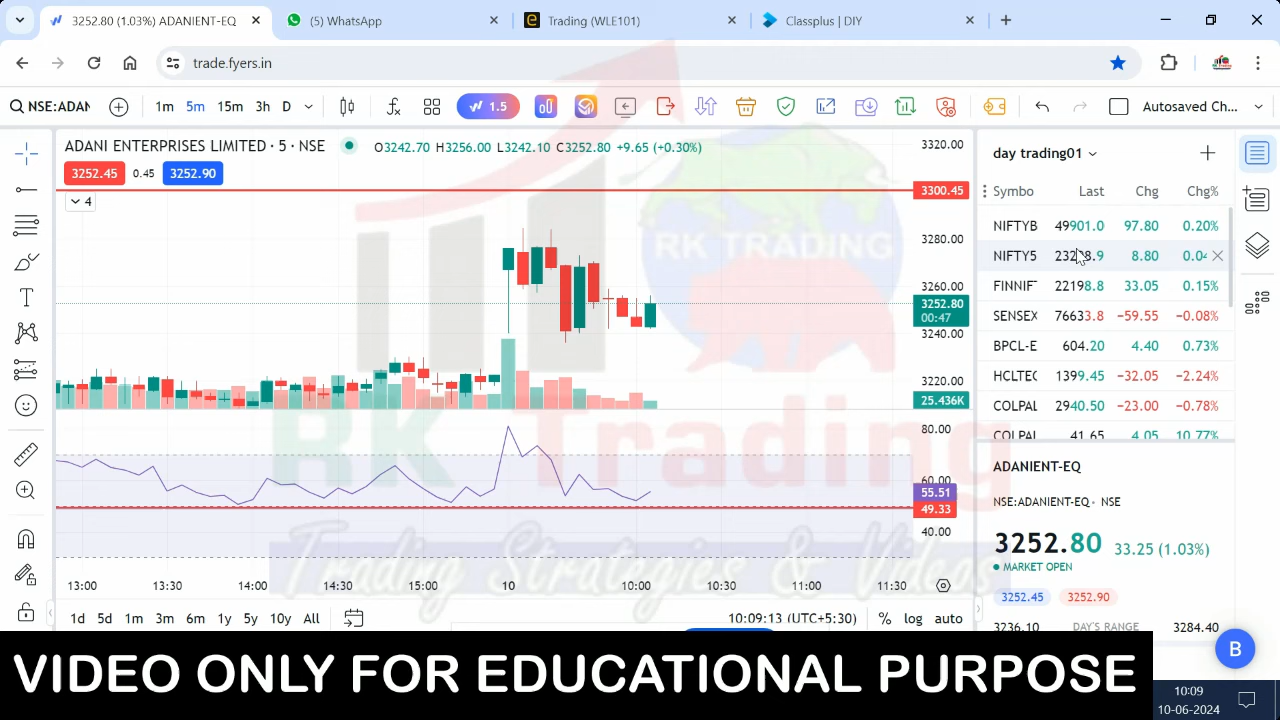 3252.80 (1.03%) ADANIENT-EQ
(5) WhatsApp
Trading (WLE101)
Classplus | DIY
trade.fyers.in
NSE:ADAN
1m 5m 15m 3h D
1.5
Autosaved Ch...
ADANI ENTERPRISES LIMITED · 5 · NSE
O3242.70 H3256.00 L3242.10 C3252.80 +9.65 (+0.30%)
3252.45 0.45 3252.90
4
3320.00
3300.45
3280.00
3260.00
3252.80
00:47
3240.00
3220.00
25.436K
80.00
60.00
55.51
49.33
40.00
RK TRADING
RK Trading
13:00 13:30 14:00 14:30 15:00 10 10:00 10:30 11:00 11:30
1d 5d 1m 3m 6m 1y 5y 10y All
10:09:13 (UTC+5:30) % log auto
day trading01
Symbo Last Chg Chg%
NIFTYB 49901.0 97.80 0.20%
NIFTY5 8.80
FINNIF 22198.8 33.05 0.15%
SENSEX 76633.8 −59.55 −0.08%
BPCL-E 604.20 4.40 0.73%
HCLTEC 1399.45 −32.05 −2.24%
COLPAL 2940.50 −23.00 −0.78%
COLPAL 41.65 4.05 10.77%
ADANIENT-EQ
NSE:ADANIENT-EQ · NSE
3252.80 33.25 (1.03%)
MARKET OPEN
3252.45 3252.90
3236.10 DAY'S RANGE 3284.40
B
VIDEO ONLY FOR EDUCATIONAL PURPOSE
10:09
10-06-2024